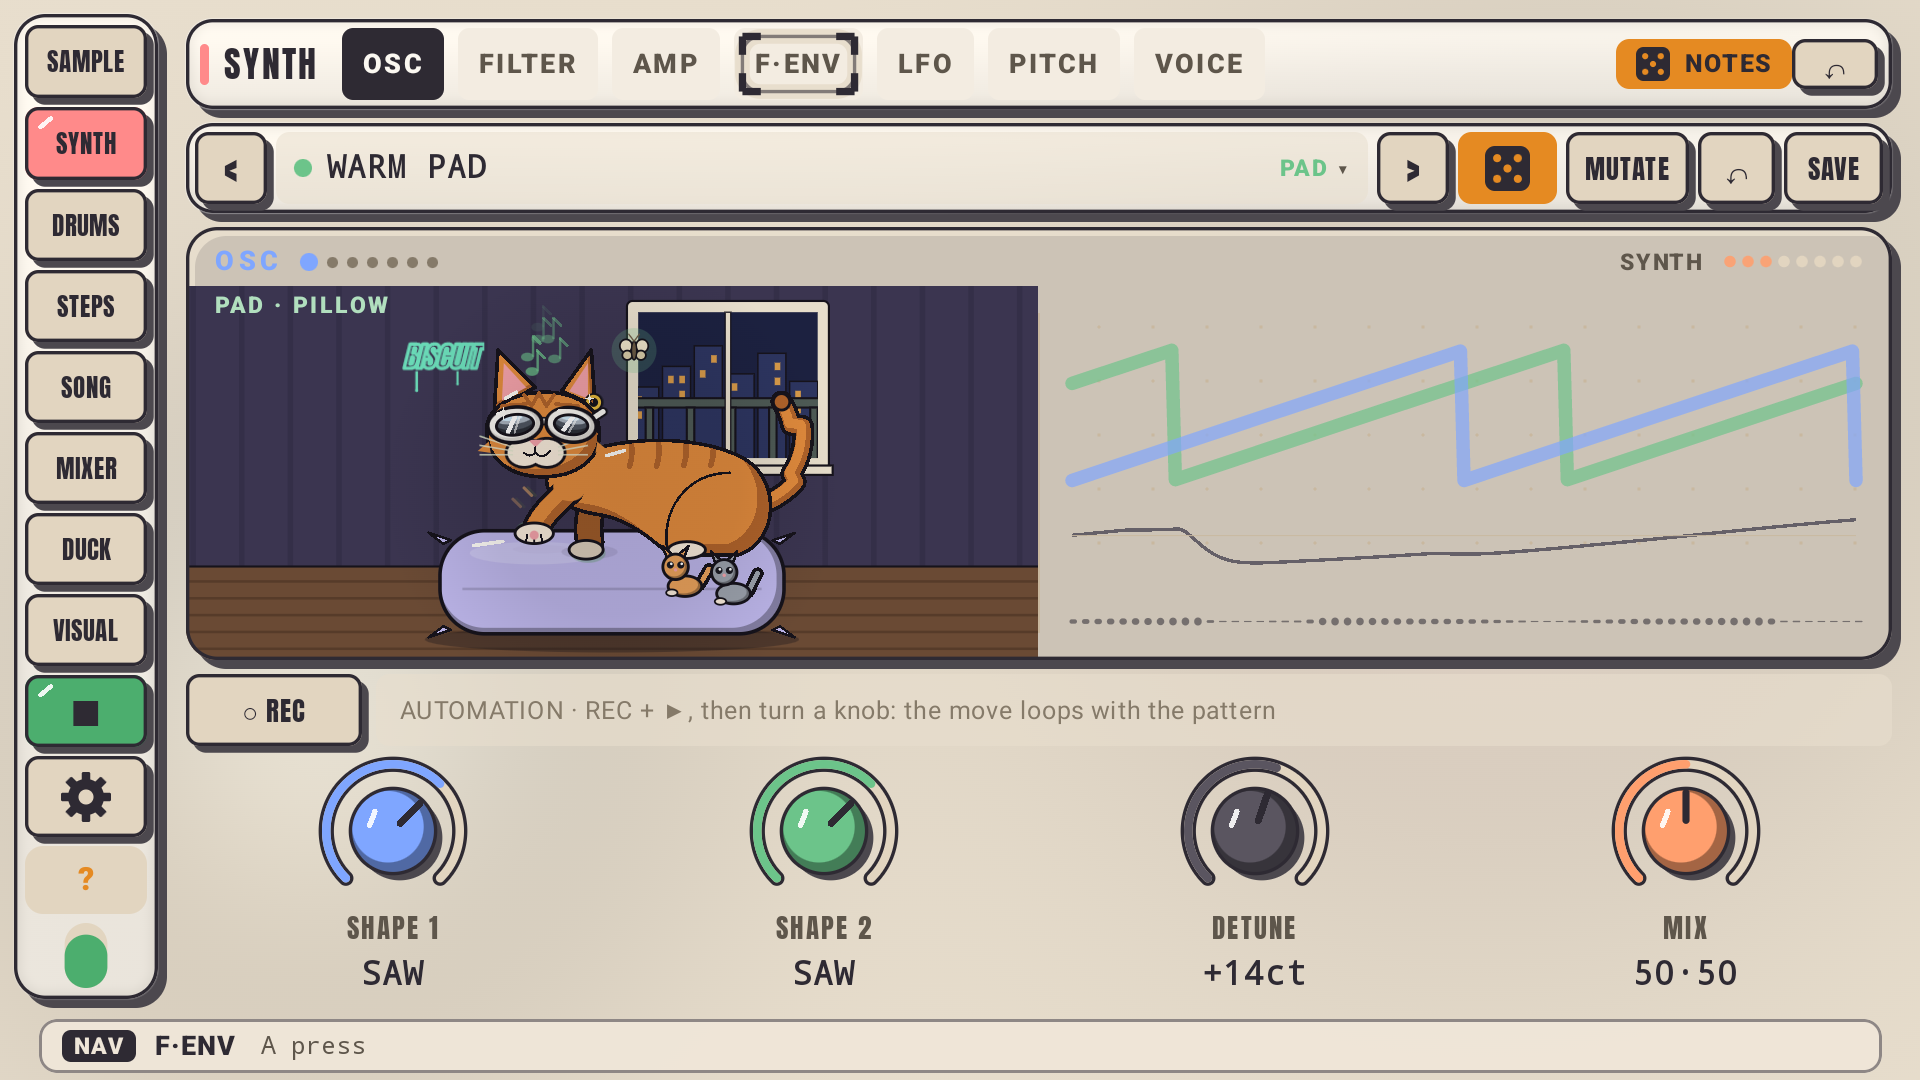 SAMPLE
SYNTH
DRUMS
STEPS
SONG
MIXER
DUCK
VISUAL
?
SYNTH OSC FILTER AMP F·ENV LFO PITCH VOICE NOTES
< WARM PAD PAD ▾ > MUTATE SAVE
OSC SYNTH
PAD · PILLOW
BISCUIT
○ REC AUTOMATION · REC + ►, then turn a knob: the move loops with the pattern
SHAPE 1 SHAPE 2 DETUNE MIX
SAW SAW +14ct 50·50
NAV F·ENV A press